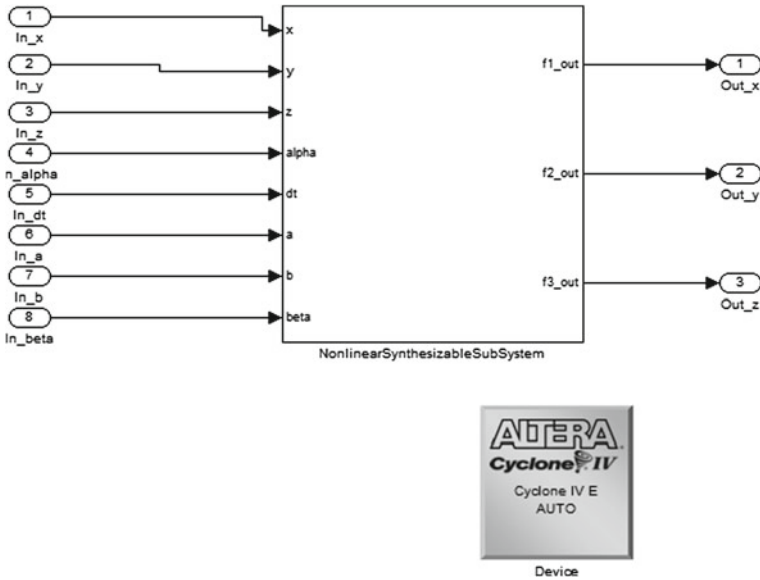 1
In_x
x
2
In_y
y
3
In_z
z
4
n_alpha
alpha
5
In_dt
dt
6
In_a
a
7
In_b
b
8
In_beta
beta
f1_out
1
Out_x
f2_out
2
Out_y
f3_out
3
Out_z
NonlinearSynthesizableSubSystem
ALTERA.
Cyclone IV
Cyclone IV E
AUTO
Device